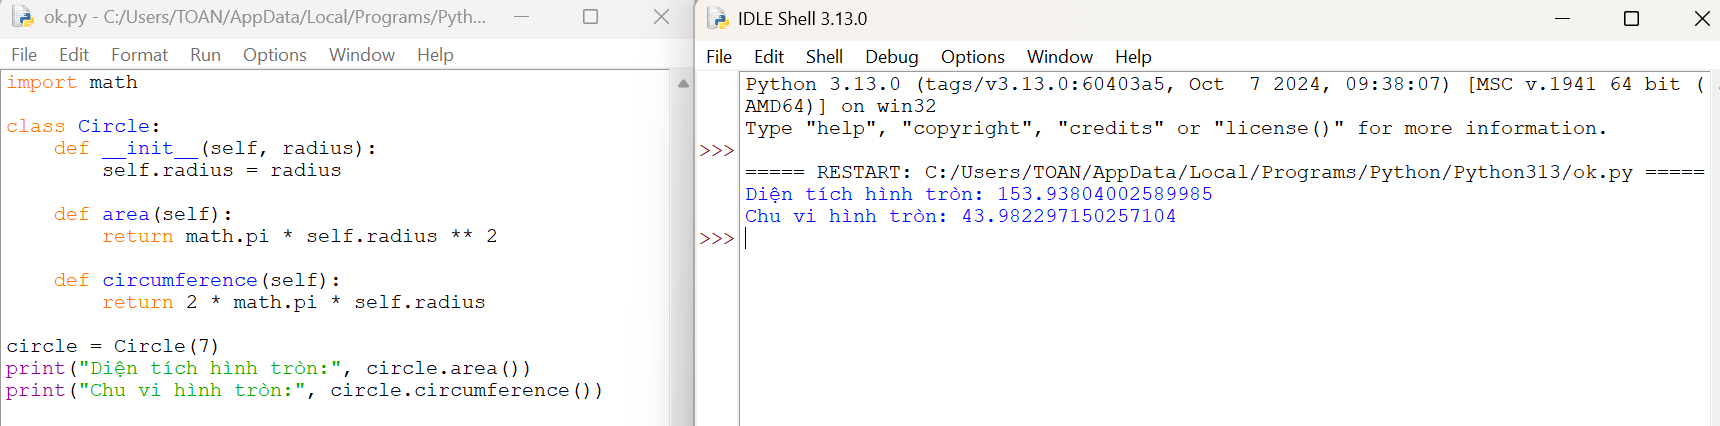 ok.py - C:/Users/TOAN/AppData/Local/Programs/Pyth...
File Edit Format Run Options Window Help
import math
class Circle:
    def __init__(self, radius):
        self.radius = radius
    def area(self):
        return math.pi * self.radius ** 2
    def circumference(self):
        return 2 * math.pi * self.radius
circle = Circle(7)
print("Diện tích hình tròn:", circle.area())
print("Chu vi hình tròn:", circle.circumference())
IDLE Shell 3.13.0
File Edit Shell Debug Options Window Help
Python 3.13.0 (tags/v3.13.0:60403a5, Oct  7 2024, 09:38:07) [MSC v.1941 64 bit (
AMD64)] on win32
Type "help", "copyright", "credits" or "license()" for more information.
>>>
===== RESTART: C:/Users/TOAN/AppData/Local/Programs/Python/Python313/ok.py =====
Diện tích hình tròn: 153.93804002589985
Chu vi hình tròn: 43.982297150257104
>>>